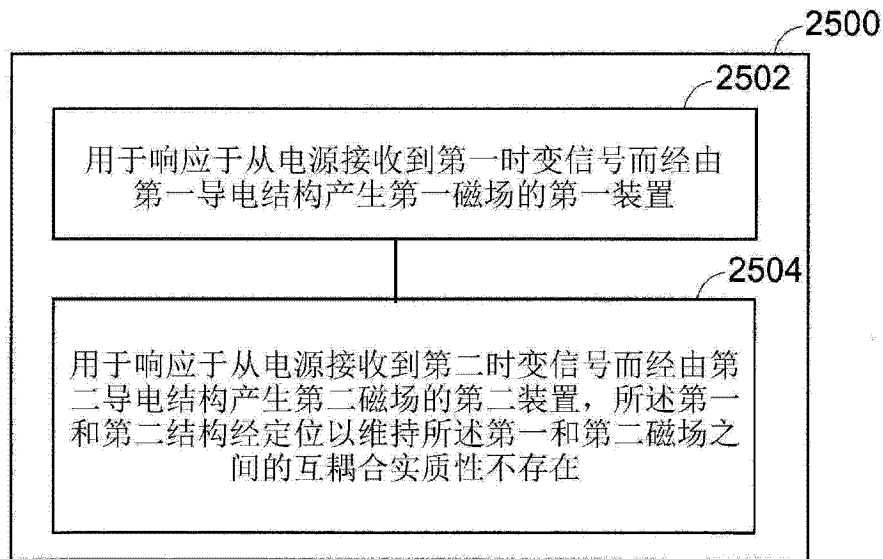 2500
2502
用于响应于从电源接收到第一时变信号而经由
第一导电结构产生第一磁场的第一装置
2504
用于响应于从电源接收到第二时变信号而经由第
二导电结构产生第二磁场的第二装置，所述第一
和第二结构经定位以维持所述第一和第二磁场之
间的互耦合实质性不存在